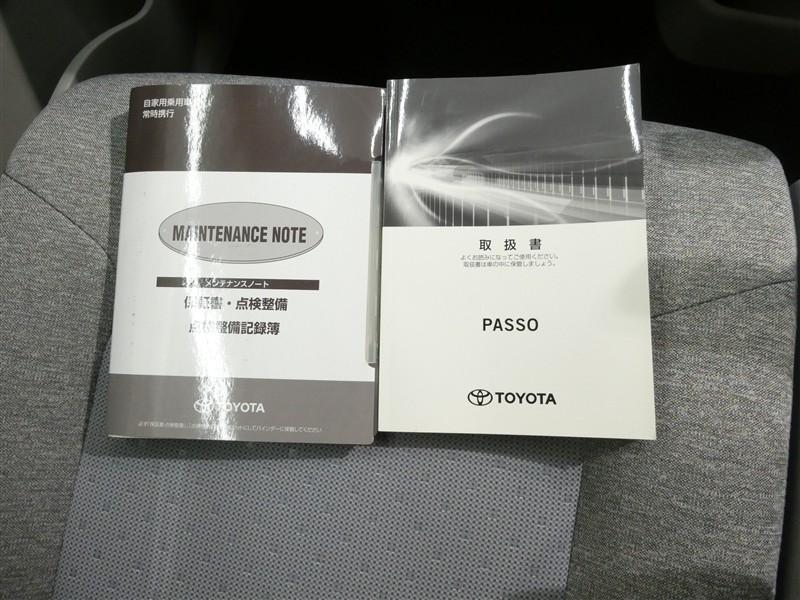 自家用乗用車
常時携行
MAINTENANCE NOTE
メンテナンスノート
保証書・点検整備
点検整備記録簿
TOYOTA
取扱書
よくお読みになってご使用ください。
取扱書は車の中に保管しましょう。
PASSO
TOYOTA